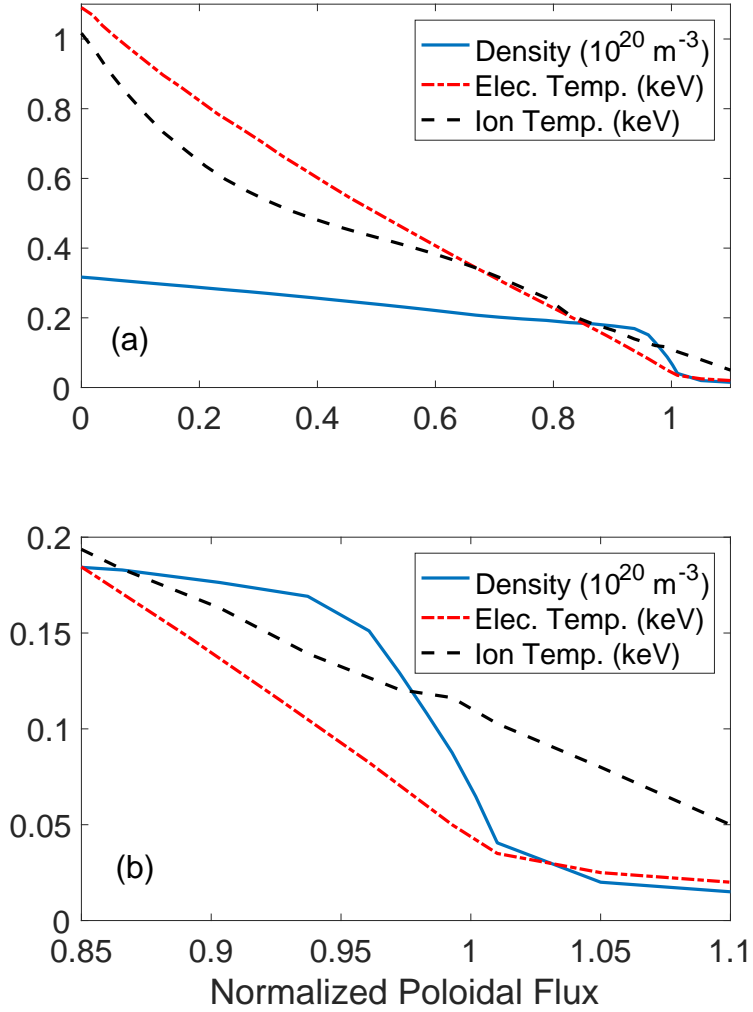 1
0.8
0.6
0.4
0.2
0
Density (10^20 m^-3)
Elec. Temp. (keV)
Ion Temp. (keV)
(a)
0 0.2 0.4 0.6 0.8 1
0.2
0.15
0.1
0.05
0
Density (10^20 m^-3)
Elec. Temp. (keV)
Ion Temp. (keV)
(b)
0.85 0.9 0.95 1 1.05 1.1
Normalized Poloidal Flux